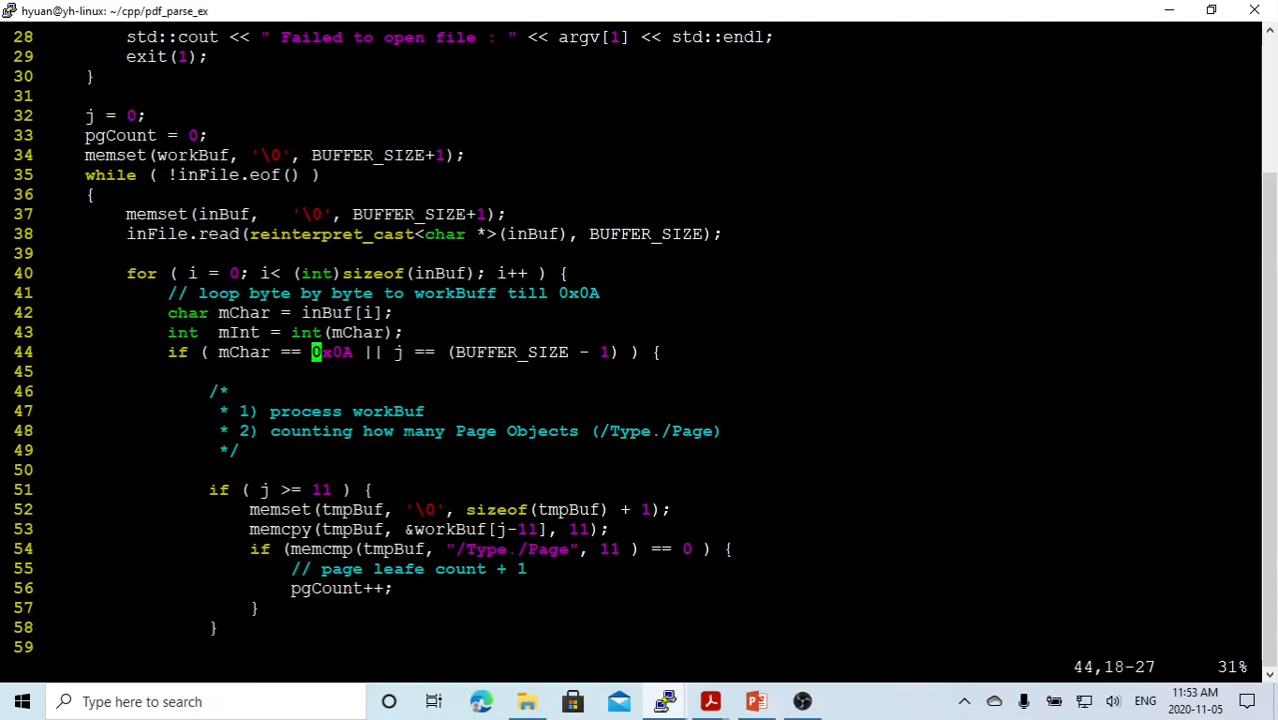 hyuan@yh-linux: ~/cpp/pdf_parse_ex
28 std::cout << " Failed to open file : " << argv[1] << std::endl;
29 exit(1);
30 }
31
32 j = 0;
33 pgCount = 0;
34 memset(workBuf, '\0', BUFFER_SIZE+1);
35 while ( !inFile.eof() )
36 {
37 memset(inBuf, '\0', BUFFER_SIZE+1);
38 inFile.read(reinterpret_cast<char *>(inBuf), BUFFER_SIZE);
39
40 for ( i = 0; i< (int)sizeof(inBuf); i++ ) {
41 // loop byte by byte to workBuff till 0x0A
42 char mChar = inBuf[i];
43 int mInt = int(mChar);
44 if ( mChar == 0x0A || j == (BUFFER_SIZE - 1) ) {
45
46 /*
47 * 1) process workBuf
48 * 2) counting how many Page Objects (/Type./Page)
49 */
50
51 if ( j >= 11 ) {
52 memset(tmpBuf, '\0', sizeof(tmpBuf) + 1);
53 memcpy(tmpBuf, &workBuf[j-11], 11);
54 if (memcmp(tmpBuf, "/Type./Page", 11 ) == 0 ) {
55 // page leafe count + 1
56 pgCount++;
57 }
58 }
59
44,18-27 31%
Type here to search
ENG
11:53 AM
2020-11-05